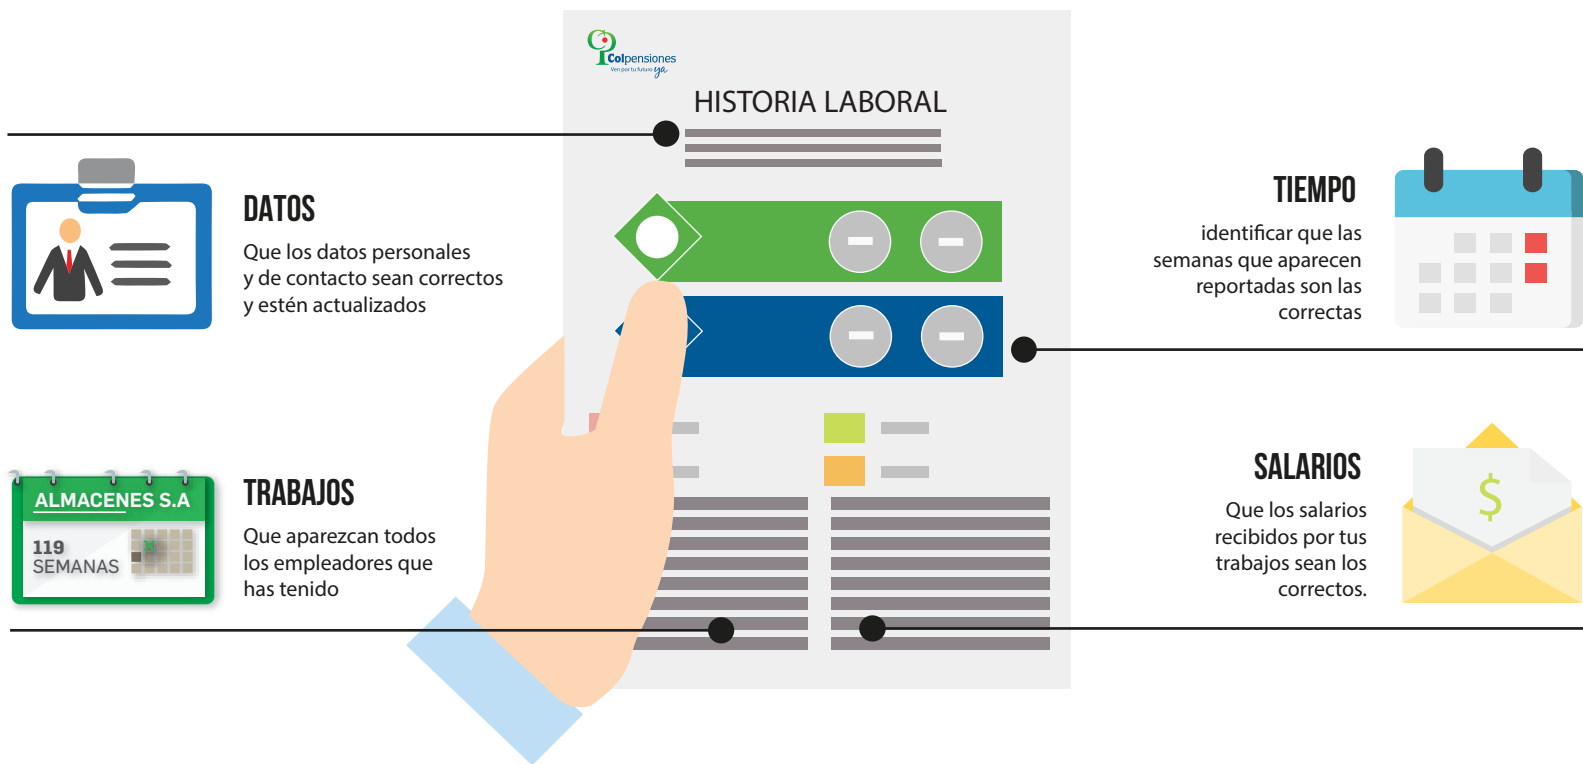 Colpensiones
Ven por tu futuro ya
HISTORIA LABORAL
DATOS
Que los datos personales
y de contacto sean correctos
y estén actualizados
TIEMPO
identificar que las
semanas que aparecen
reportadas son las
correctas
ALMACENES S.A
119
SEMANAS
TRABAJOS
Que aparezcan todos
los empleadores que
has tenido
SALARIOS
Que los salarios
recibidos por tus
trabajos sean los
correctos.
$